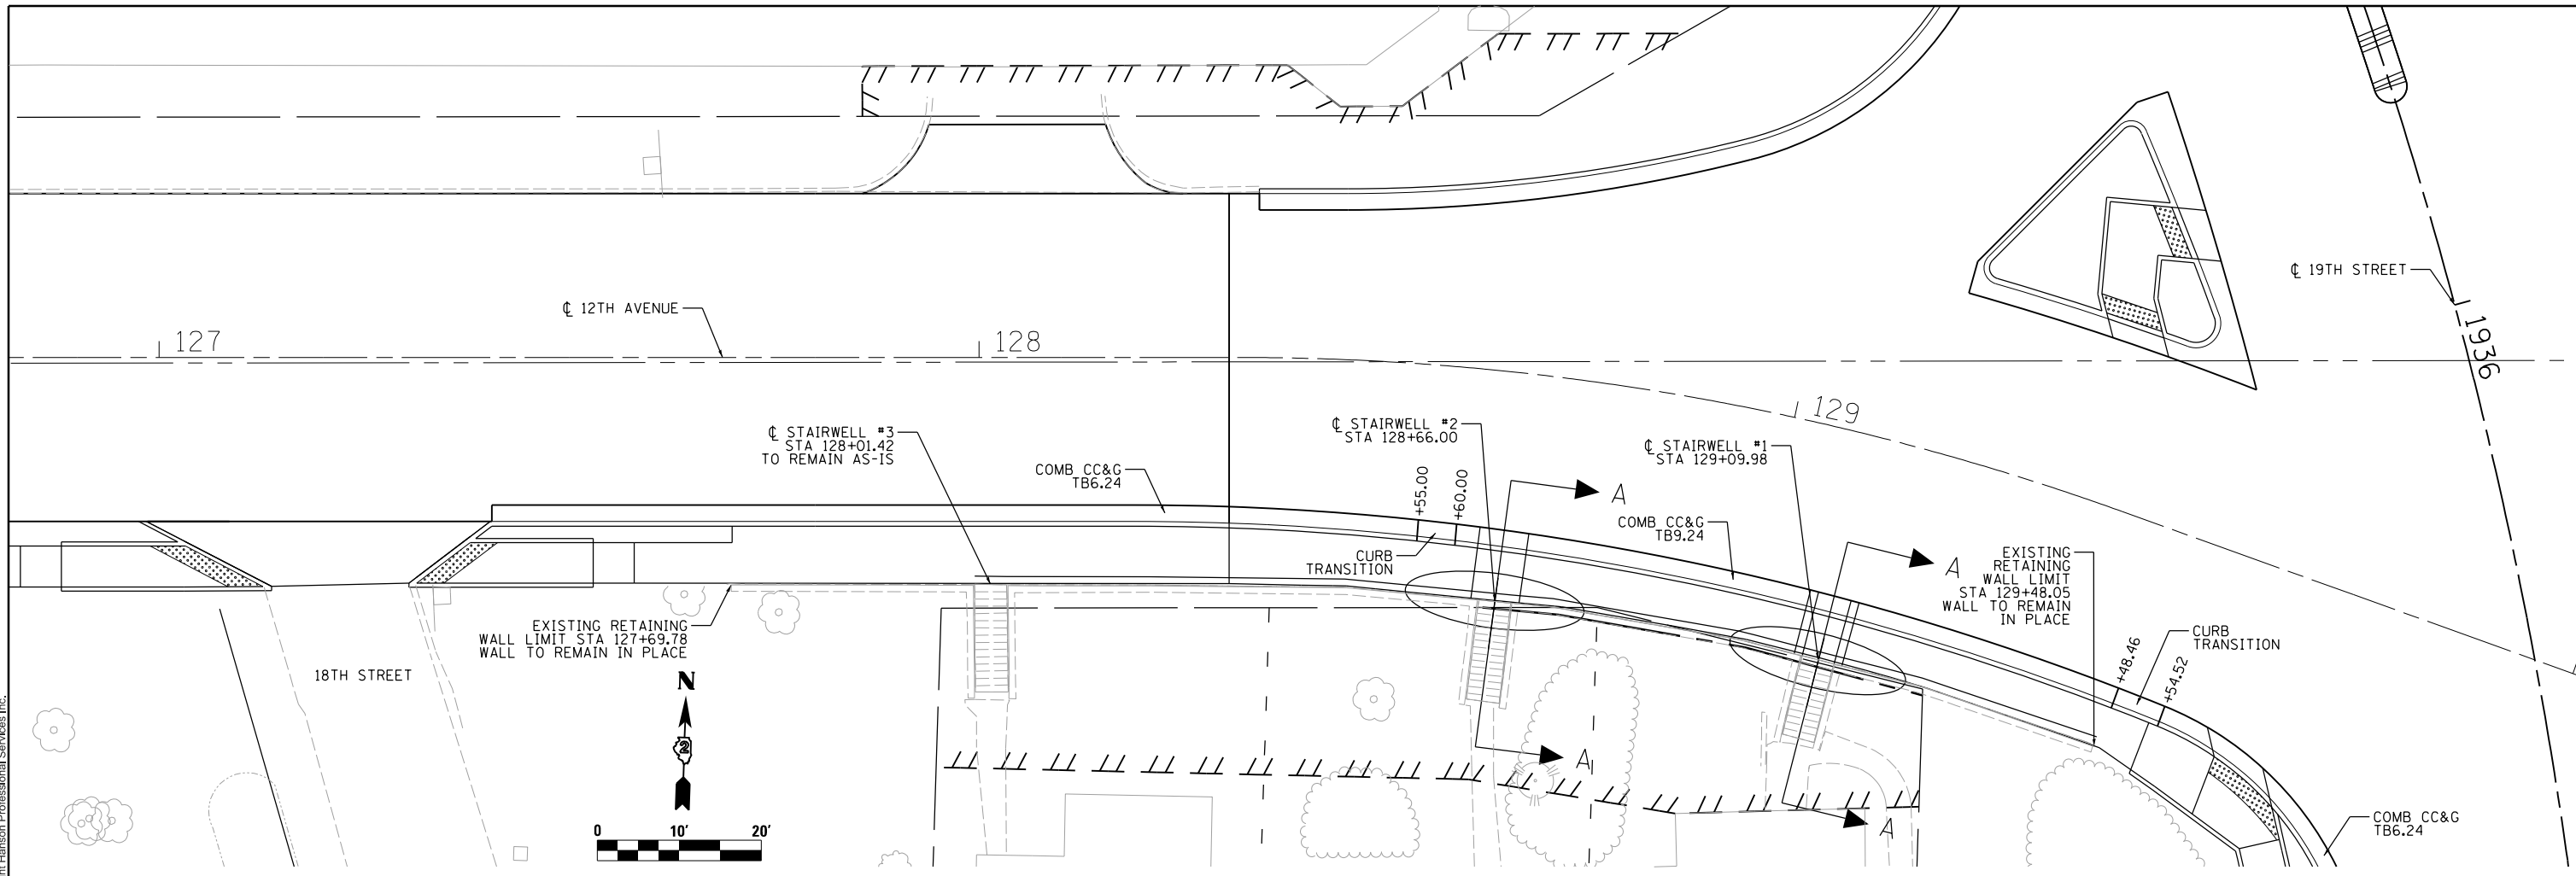 ℄ 19TH STREET
℄ 12TH AVENUE
127
128
1936
129
℄ STAIRWELL #3
STA 128+01.42
TO REMAIN AS-IS
COMB CC&G
TB6.24
℄ STAIRWELL #2
STA 128+66.00
℄ STAIRWELL #1
STA 129+09.98
+55.00
+60.00
A
COMB CC&G
TB9.24
CURB
TRANSITION
A
EXISTING
RETAINING
WALL LIMIT
STA 129+48.05
WALL TO REMAIN
IN PLACE
EXISTING RETAINING
WALL LIMIT STA 127+69.78
WALL TO REMAIN IN PLACE
18TH STREET
+48.46
+54.52
CURB
TRANSITION
N
2
A
A
0 10' 20'
COMB CC&G
TB6.24
Hanson Professional Services Inc.